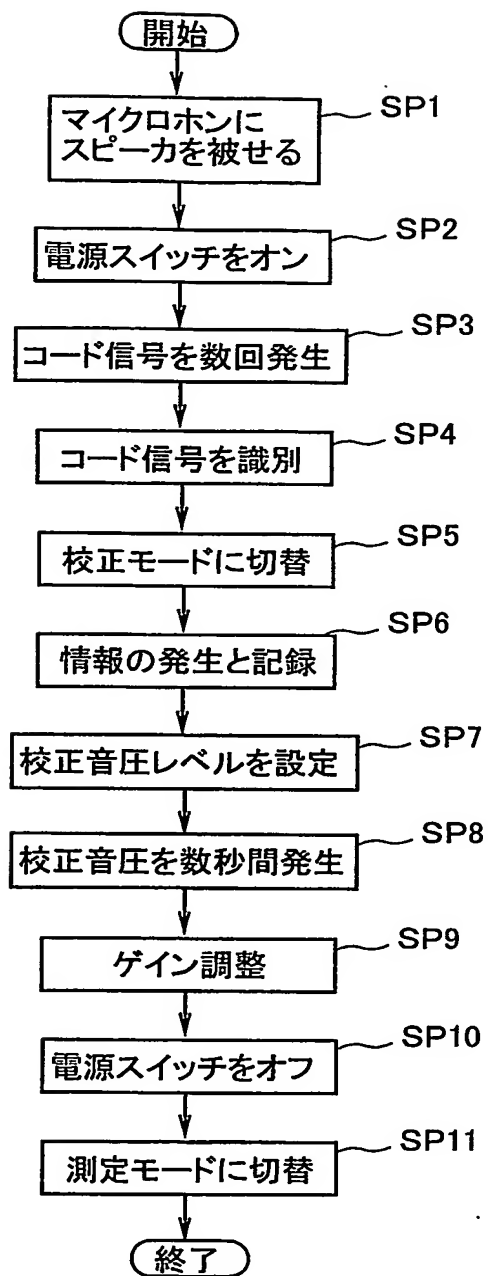 開始
マイクロホンに
スピーカを被せる
SP1
電源スイッチをオン
SP2
コード信号を数回発生
SP3
コード信号を識別
SP4
校正モードに切替
SP5
情報の発生と記録
SP6
校正音圧レベルを設定
SP7
校正音圧を数秒間発生
SP8
ゲイン調整
SP9
電源スイッチをオフ
SP10
測定モードに切替
SP11
終了